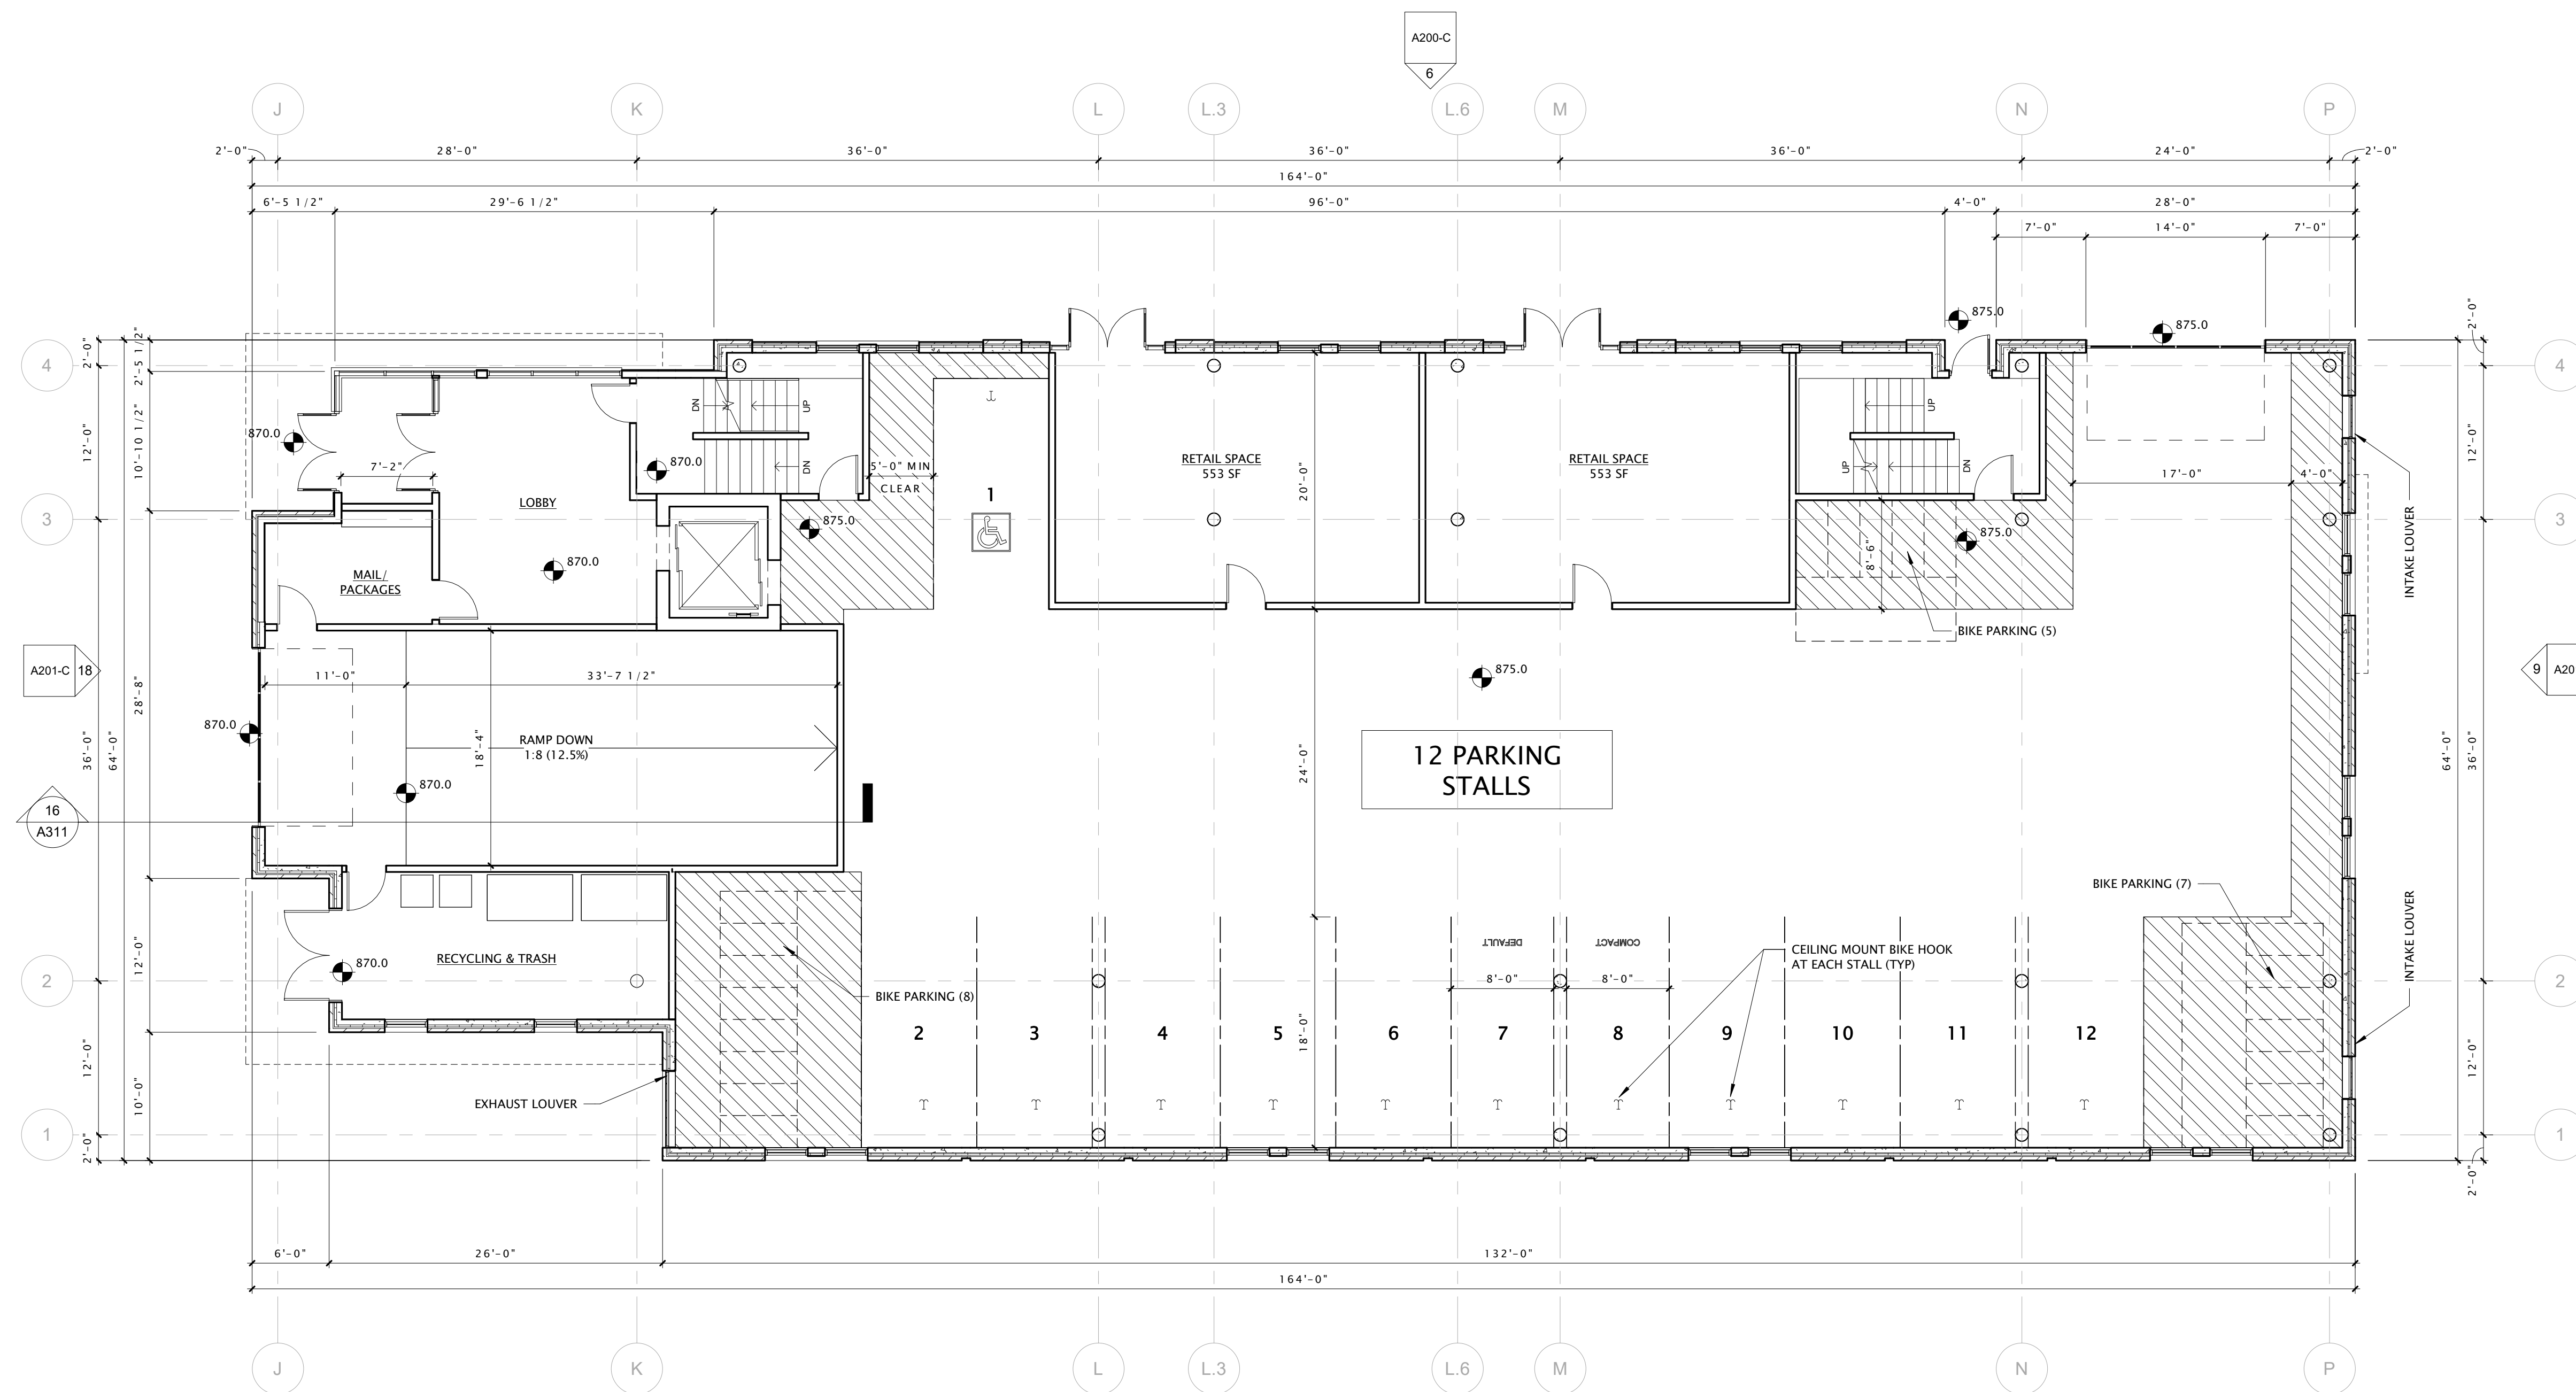 A200-C
6
J K L L.3 L.6 M N P
2'-0" 28'-0" 36'-0" 36'-0" 36'-0" 24'-0" 2'-0"
164'-0"
6'-5 1/2" 29'-6 1/2" 96'-0" 4'-0" 28'-0"
7'-0" 14'-0" 7'-0"
875.0
875.0
4
2'-0"
2'-5 1/2"
2'-0"
4
DN
UP
DN
870.0
12'-0"
10'-10 1/2"
7'-2"
870.0
5'-0" MIN
CLEAR
1
LOBBY
RETAIL SPACE
553 SF
20'-0"
RETAIL SPACE
553 SF
UP
UP
DN
17'-0"
4'-0"
12'-0"
INTAKE LOUVER
3
875.0
875.0
8'-6"
3
870.0
MAIL/
PACKAGES
BIKE PARKING (5)
A201-C 18
11'-0"
33'-7 1/2"
875.0
9 A20
870.0
28'-8"
36'-0"
64'-0"
18'-4"
RAMP DOWN
1:8 (12.5%)
24'-0"
12 PARKING
STALLS
64'-0"
36'-0"
870.0
16
A311
BIKE PARKING (7)
INTAKE LOUVER
DEFAULT
COMPACT
CEILING MOUNT BIKE HOOK
AT EACH STALL (TYP)
12'-0"
870.0
RECYCLING & TRASH
2
8'-0" 8'-0"
2
BIKE PARKING (8)
2 3 4 5 6 7 8 9 10 11 12
18'-0"
12'-0"
10'-0"
12'-0"
EXHAUST LOUVER
1
2'-0"
1
2'-0"
6'-0" 26'-0" 132'-0"
164'-0"
J K L L.3 L.6 M N P